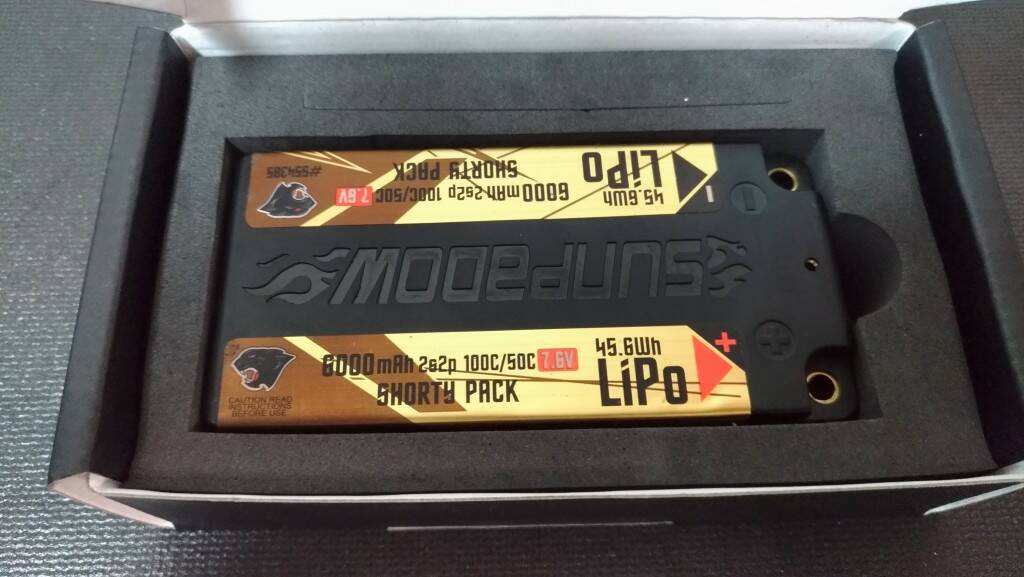 #554385
6000mAh 2s2p 100C/50C 7.6V
SHORTY PACK
45.6Wh
LiPo
−
SUNPADOW
6000mAh 2s2p 100C/50C 7.6V
SHORTY PACK
45.6Wh
LiPo
+
CAUTION READ
INSTRUCTIONS
BEFORE USE